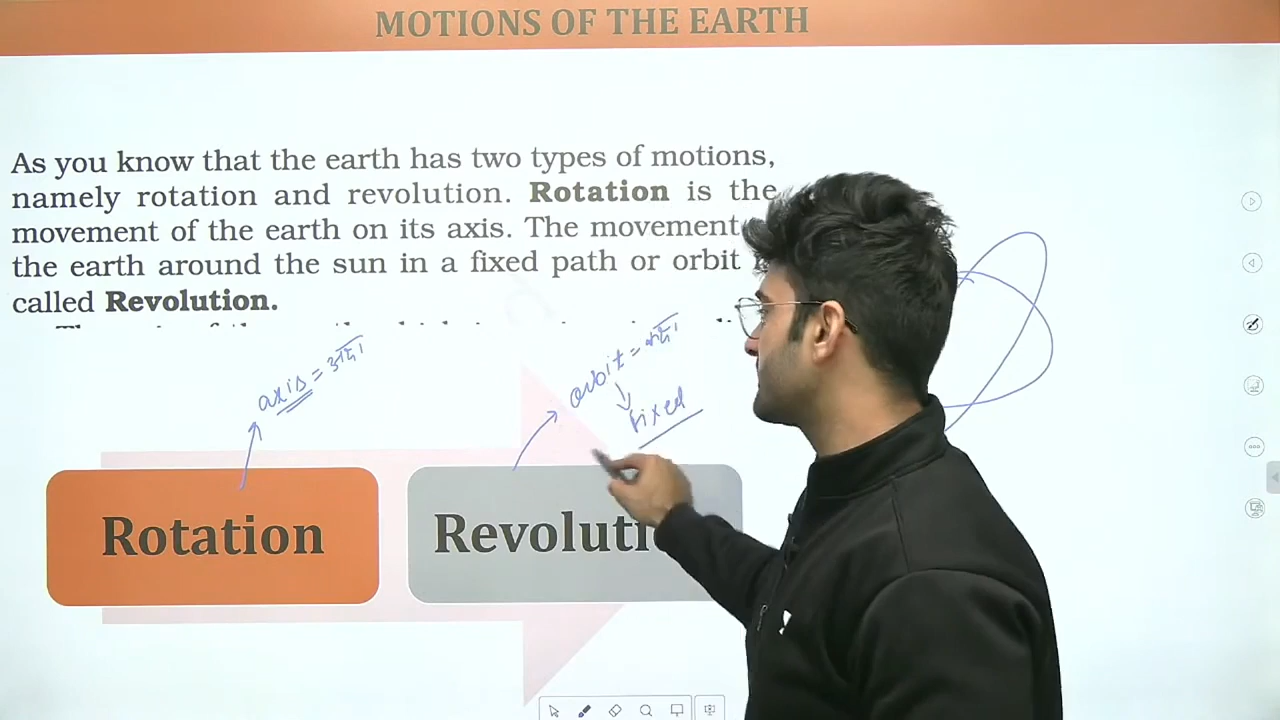 MOTIONS OF THE EARTH
As you know that the earth has two types of motions,
namely rotation and revolution. Rotation is the
movement of the earth on its axis. The movement
the earth around the sun in a fixed path or orbit
called Revolution.
axis = अक्ष
orbit = कक्षा
fixed
Rotation
Revoluti